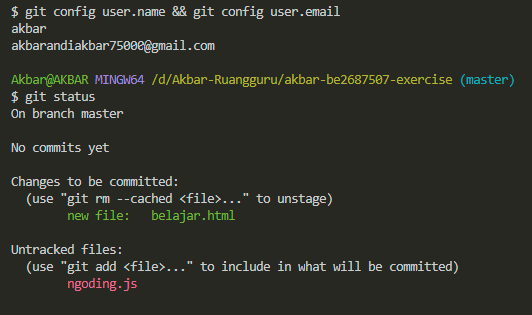 $ git config user.name && git config user.email
akbar
akbarandiakbar75000@gmail.com
Akbar@AKBAR MINGW64 /d/Akbar-Ruangguru/akbar-be2687507-exercise (master)
$ git status
On branch master
No commits yet
Changes to be committed:
(use "git rm --cached <file>..." to unstage)
new file:   belajar.html
Untracked files:
(use "git add <file>..." to include in what will be committed)
ngoding.js